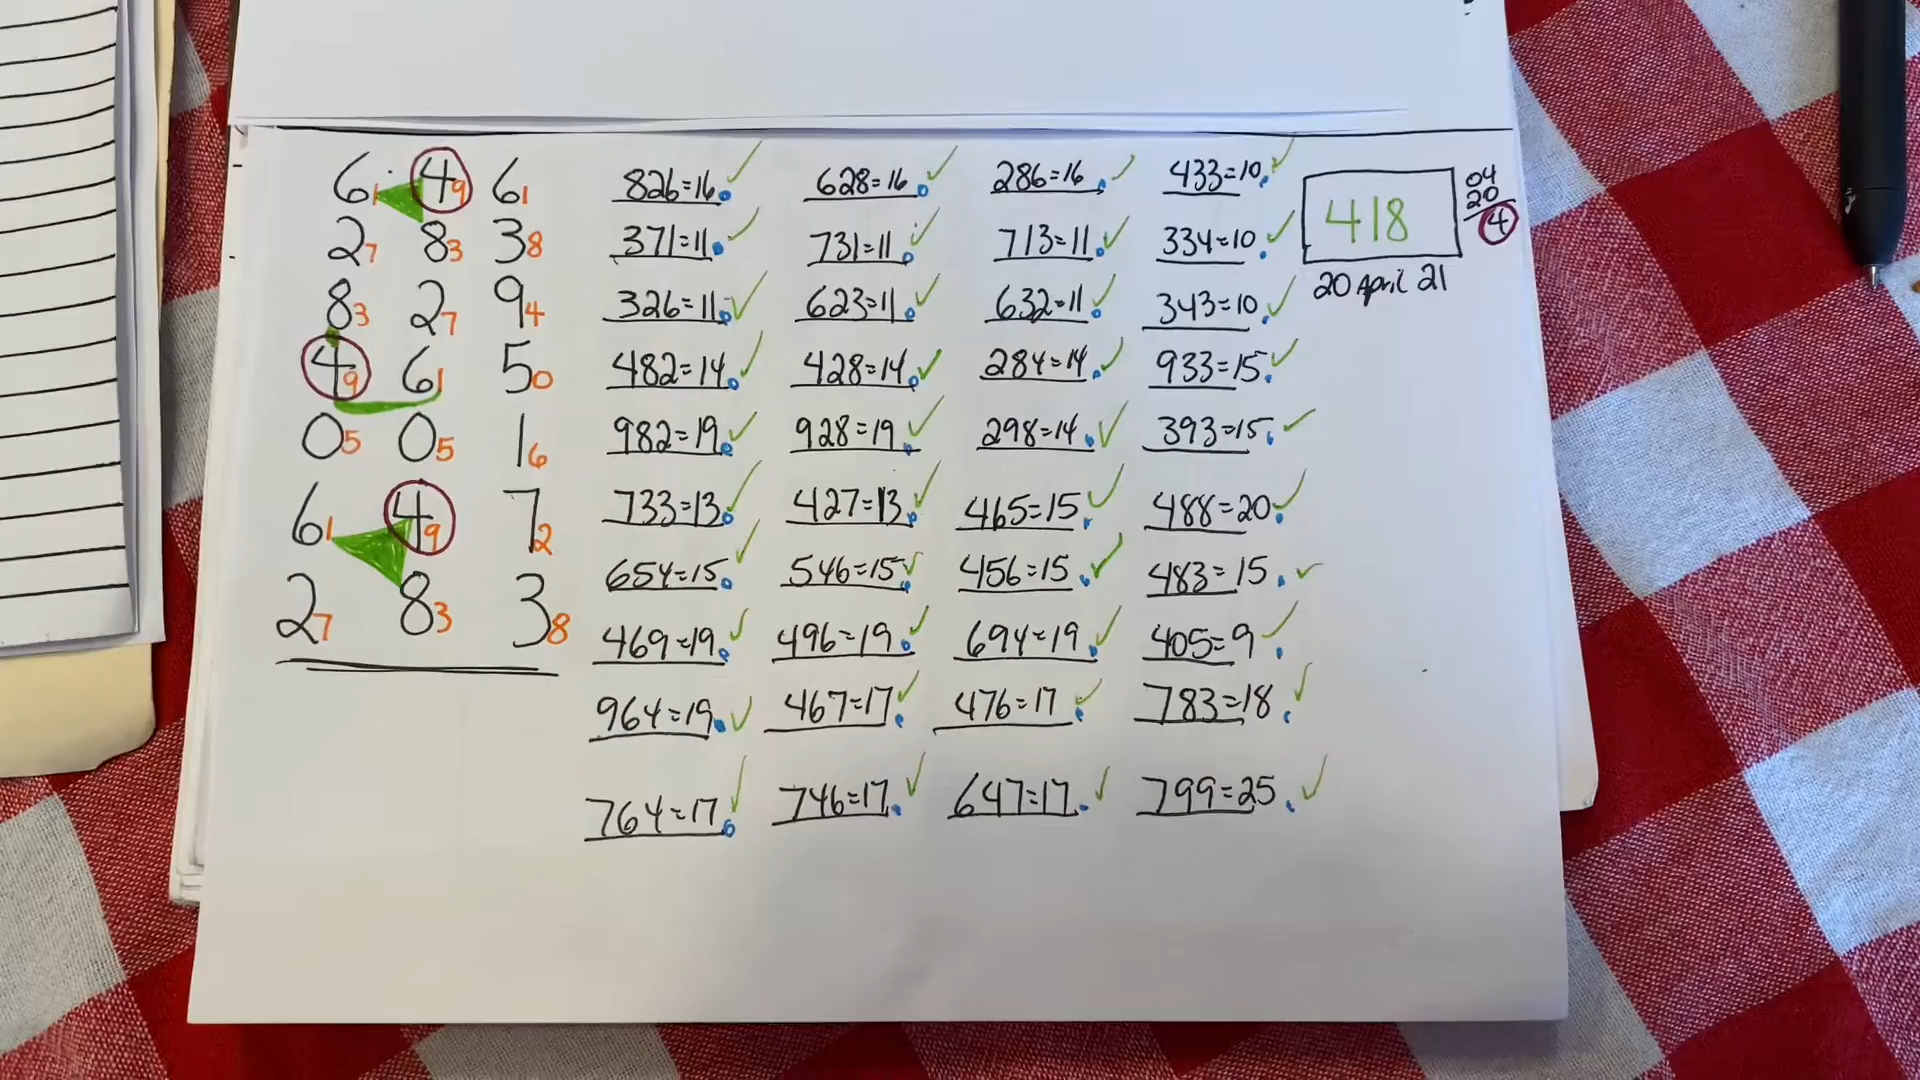 6 1 4 9 6 1
2 7 8 3 3 8
8 3 2 7 9 4
4 9 6 1 5 0
0 5 0 5 1 6
6 1 4 9 7 2
2 7 8 3 3 8
826=16. 628=16. 286=16. 433=10.
371=11. 731=11. 713=11. 334=10.
326=11. 623=11. 632=11. 343=10.
482=14. 428=14. 284=14. 933=15.
982=19. 928=19. 298=14. 393=15.
733=13. 427=13. 465=15. 488=20.
654=15. 546=15. 456=15. 483=15.
469=19. 496=19. 694=19. 405=9.
964=19. 467=17. 476=17. 783=18.
764=17. 746=17. 647=17. 799=25.
418
20 April 21
04
20
4